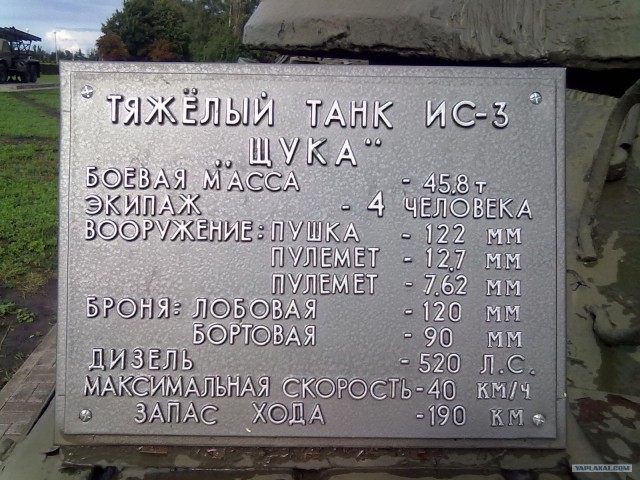 ТЯЖЁЛЫЙ ТАНК ИС-3
„ЩУКА“
БОЕВАЯ МАССА - 45.8 т
ЭКИПАЖ - 4 ЧЕЛОВЕКА
ВООРУЖЕНИЕ: ПУШКА - 122 ММ
ПУЛЕМЕТ - 12,7 ММ
ПУЛЕМЕТ - 7.62 ММ
БРОНЯ: ЛОБОВАЯ - 120 ММ
БОРТОВАЯ - 90 ММ
ДИЗЕЛЬ - 520 Л.С.
МАКСИМАЛЬНАЯ СКОРОСТЬ - 40 КМ/Ч
ЗАПАС ХОДА - 190 КМ
YAPLAKAL.COM